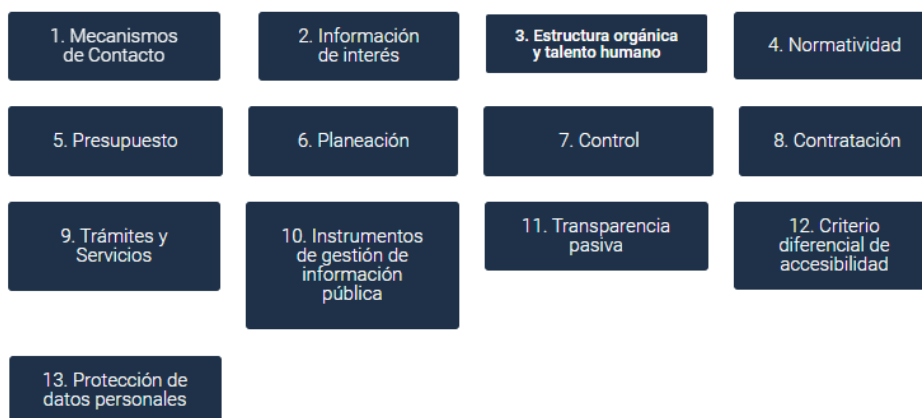 1. Mecanismos
de Contacto
2. Información
de interés
3. Estructura orgánica
y talento humano
4. Normatividad
5. Presupuesto
6. Planeación
7. Control
8. Contratación
9. Trámites y
Servicios
10. Instrumentos
de gestión de
información
pública
11. Transparencia
pasiva
12. Criterio
diferencial de
accesibilidad
13. Protección de
datos personales